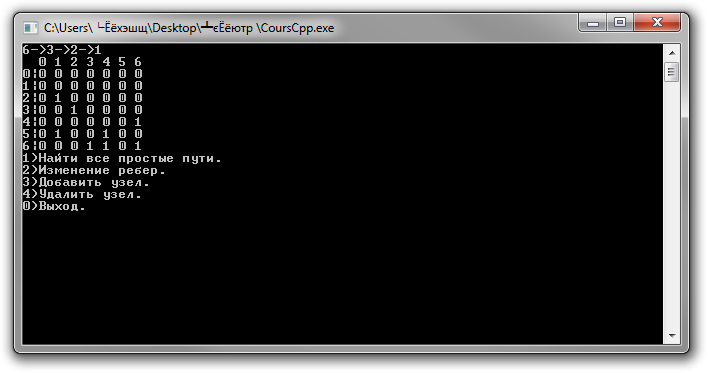 C:\Users\ └Ёёхэшщ\Desktop\┴єЁёютр \CoursCpp.exe
6->3->2->1
0 1 2 3 4 5 6
0¦0 0 0 0 0 0 0
1¦0 0 0 0 0 0 0
2¦0 1 0 0 0 0 0
3¦0 0 1 0 0 0 0
4¦0 0 0 0 0 0 1
5¦0 1 0 0 1 0 0
6¦0 0 0 1 1 0 1
1)Найти все простые пути.
2)Изменение ребер.
3)Добавить узел.
4)Удалить узел.
0)Выход.